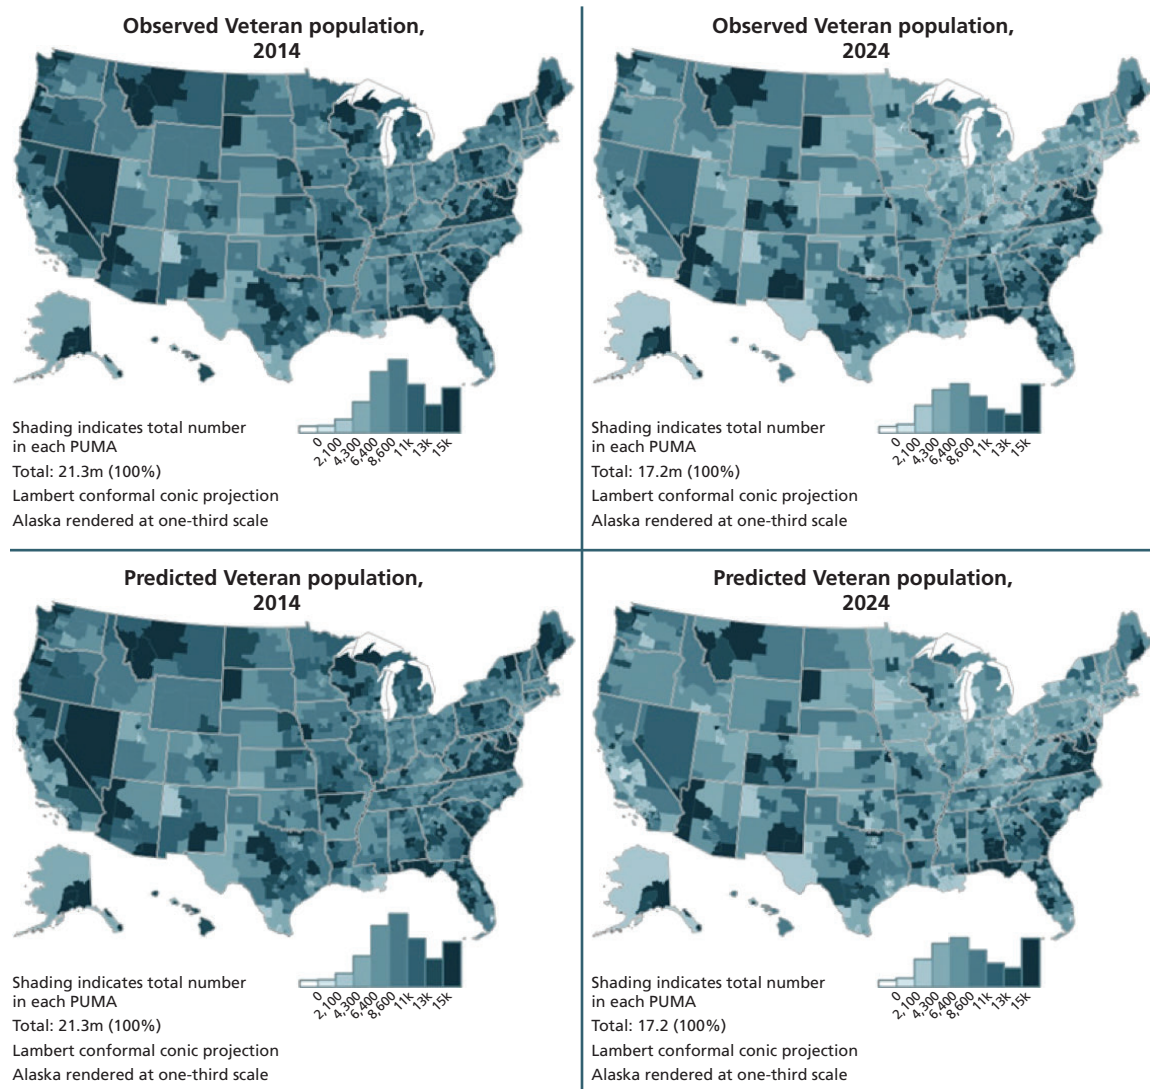 Observed Veteran population,
2014
0 2,100 4,300 6,400 8,600 11k 13k 15k
Shading indicates total number
in each PUMA
Total: 21.3m (100%)
Lambert conformal conic projection
Alaska rendered at one-third scale
Observed Veteran population,
2024
0 2,100 4,300 6,400 8,600 11k 13k 15k
Shading indicates total number
in each PUMA
Total: 17.2m (100%)
Lambert conformal conic projection
Alaska rendered at one-third scale
Predicted Veteran population,
2014
0 2,100 4,300 6,400 8,600 11k 13k 15k
Shading indicates total number
in each PUMA
Total: 21.3m (100%)
Lambert conformal conic projection
Alaska rendered at one-third scale
Predicted Veteran population,
2024
0 2,100 4,300 6,400 8,600 11k 13k 15k
Shading indicates total number
in each PUMA
Total: 17.2 (100%)
Lambert conformal conic projection
Alaska rendered at one-third scale